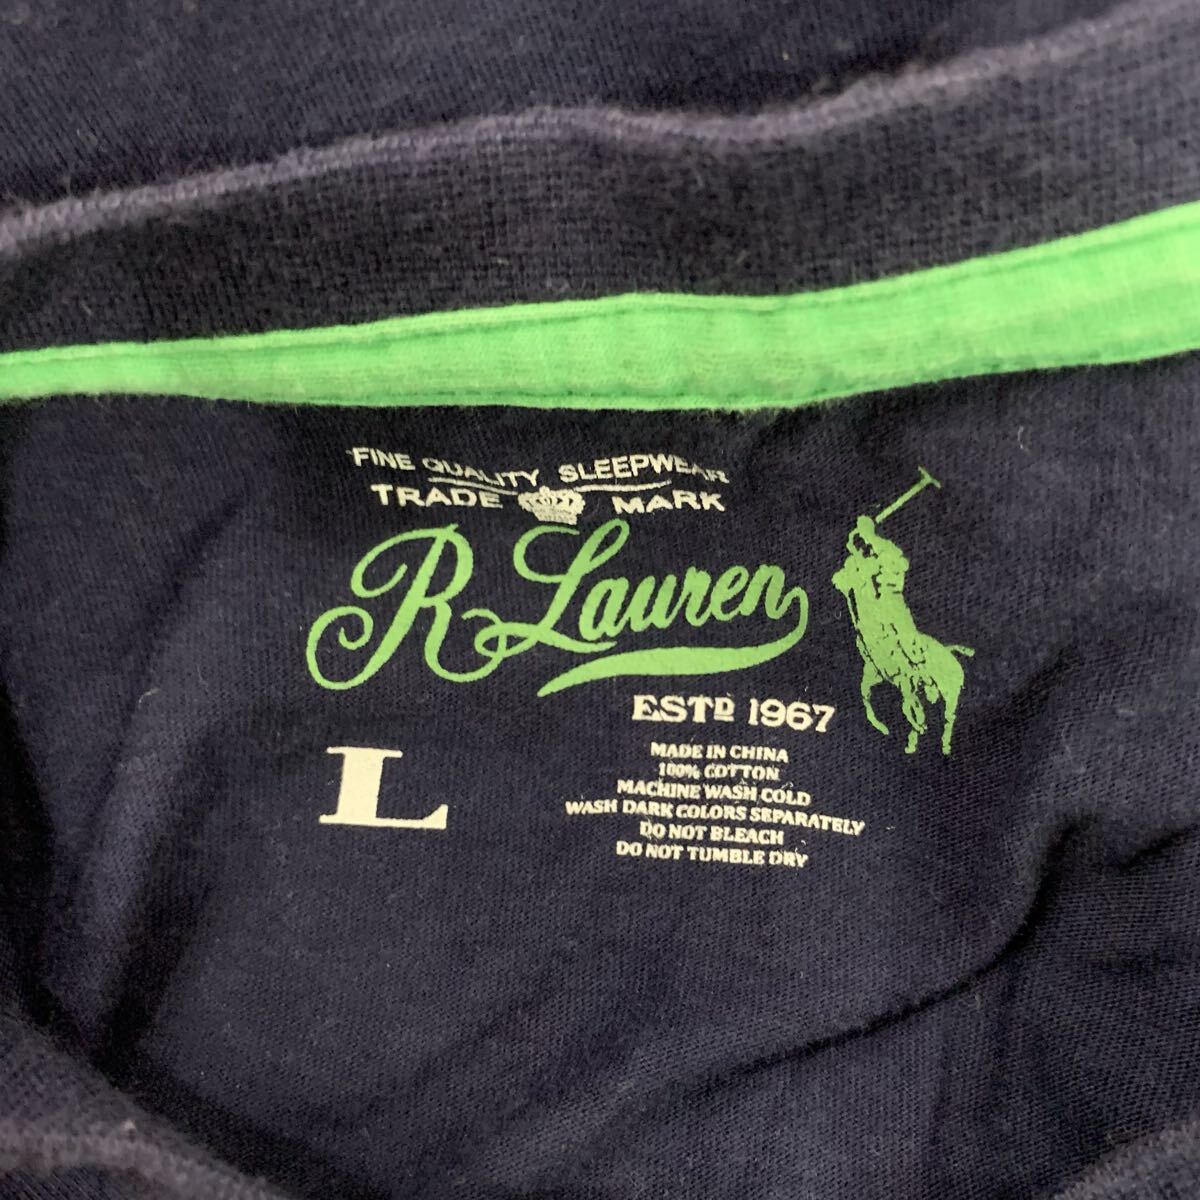 FINE QUALITY SLEEPWEAR
TRADE MARK
R Lauren
ESTD 1967
L
MADE IN CHINA
100% COTTON
MACHINE WASH COLD
WASH DARK COLORS SEPARATELY
DO NOT BLEACH
DO NOT TUMBLE DRY